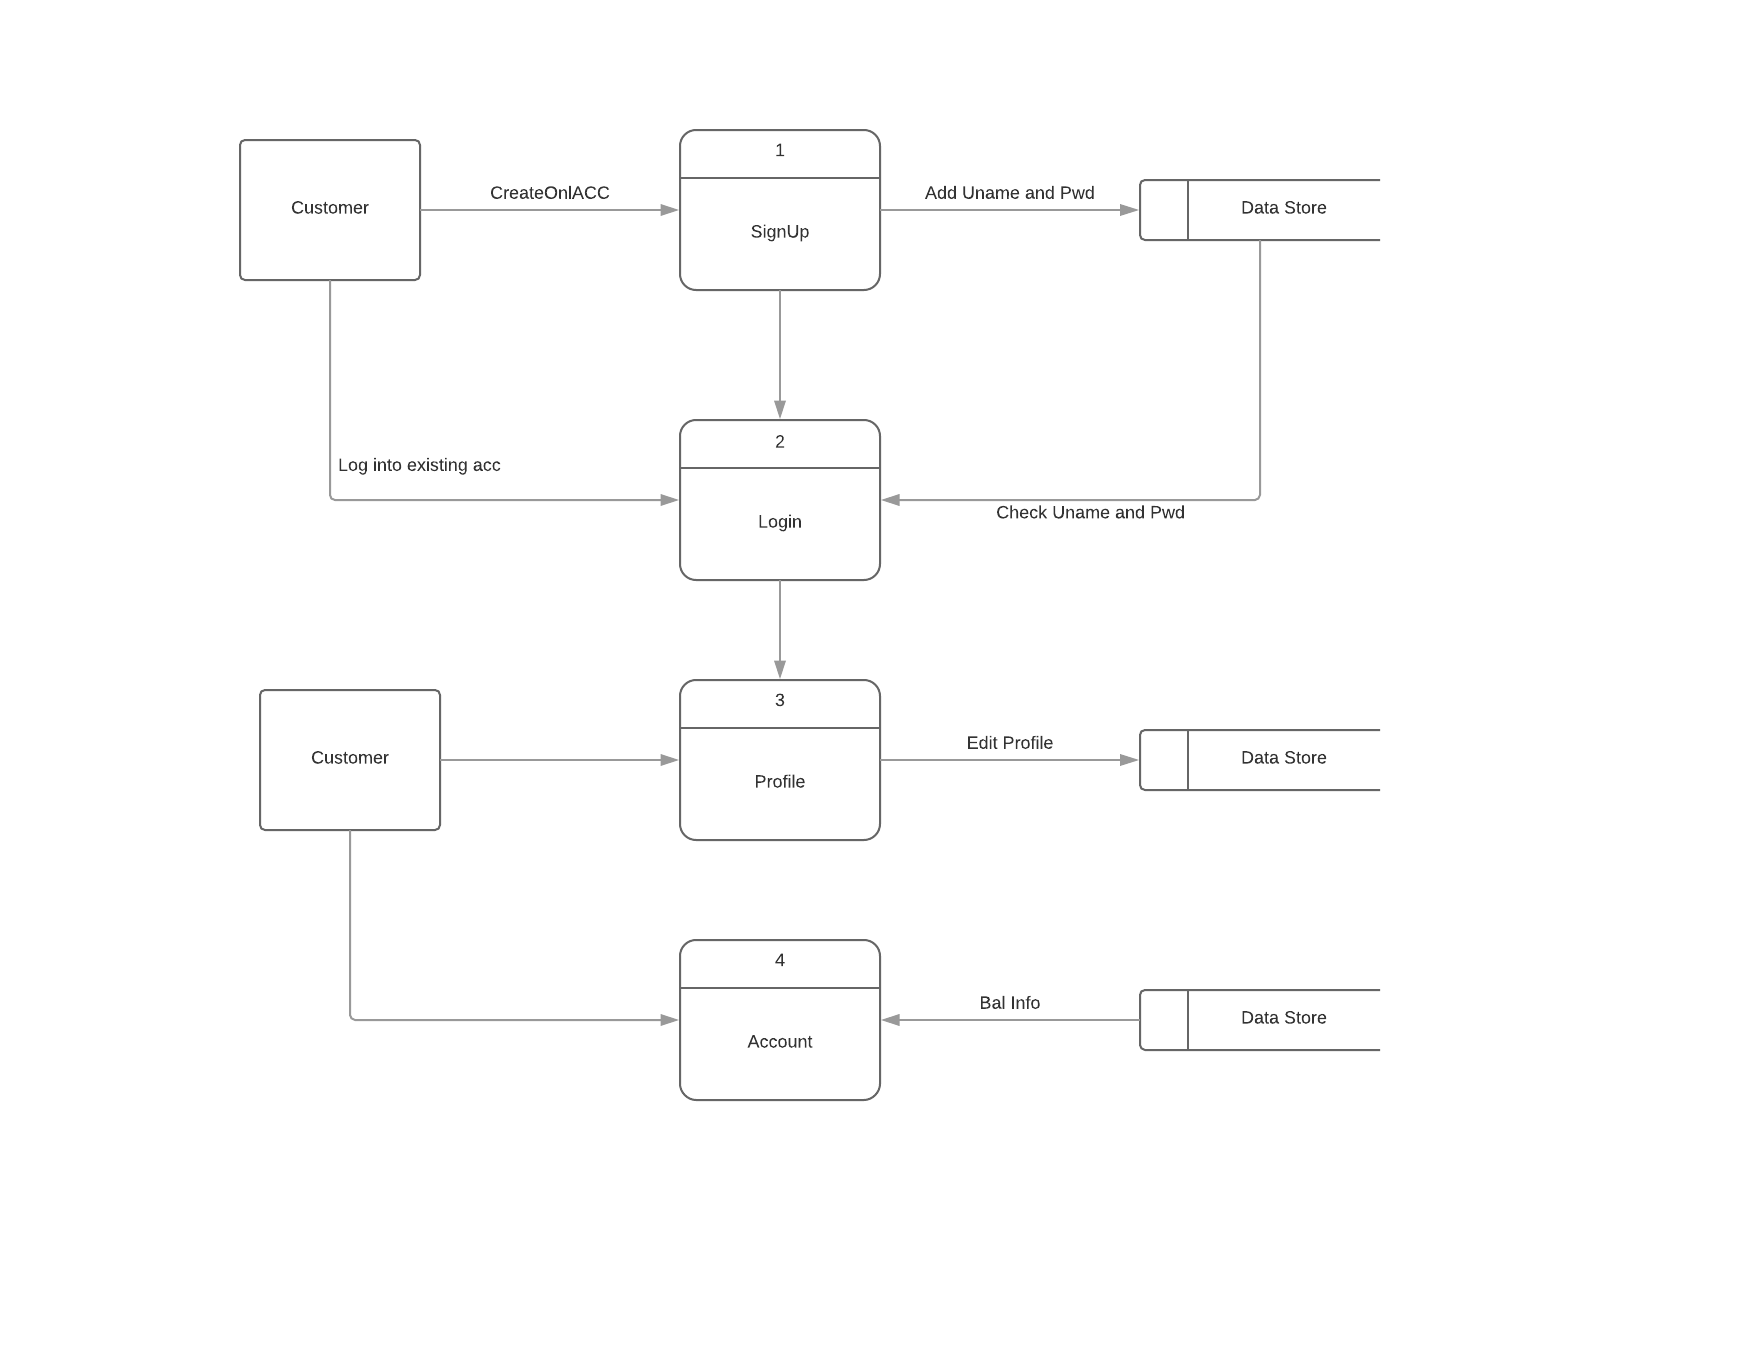 1
Customer
CreateOnlACC
SignUp
Add Uname and Pwd
Data Store
2
Log into existing acc
Login
Check Uname and Pwd
3
Customer
Profile
Edit Profile
Data Store
4
Account
Bal Info
Data Store